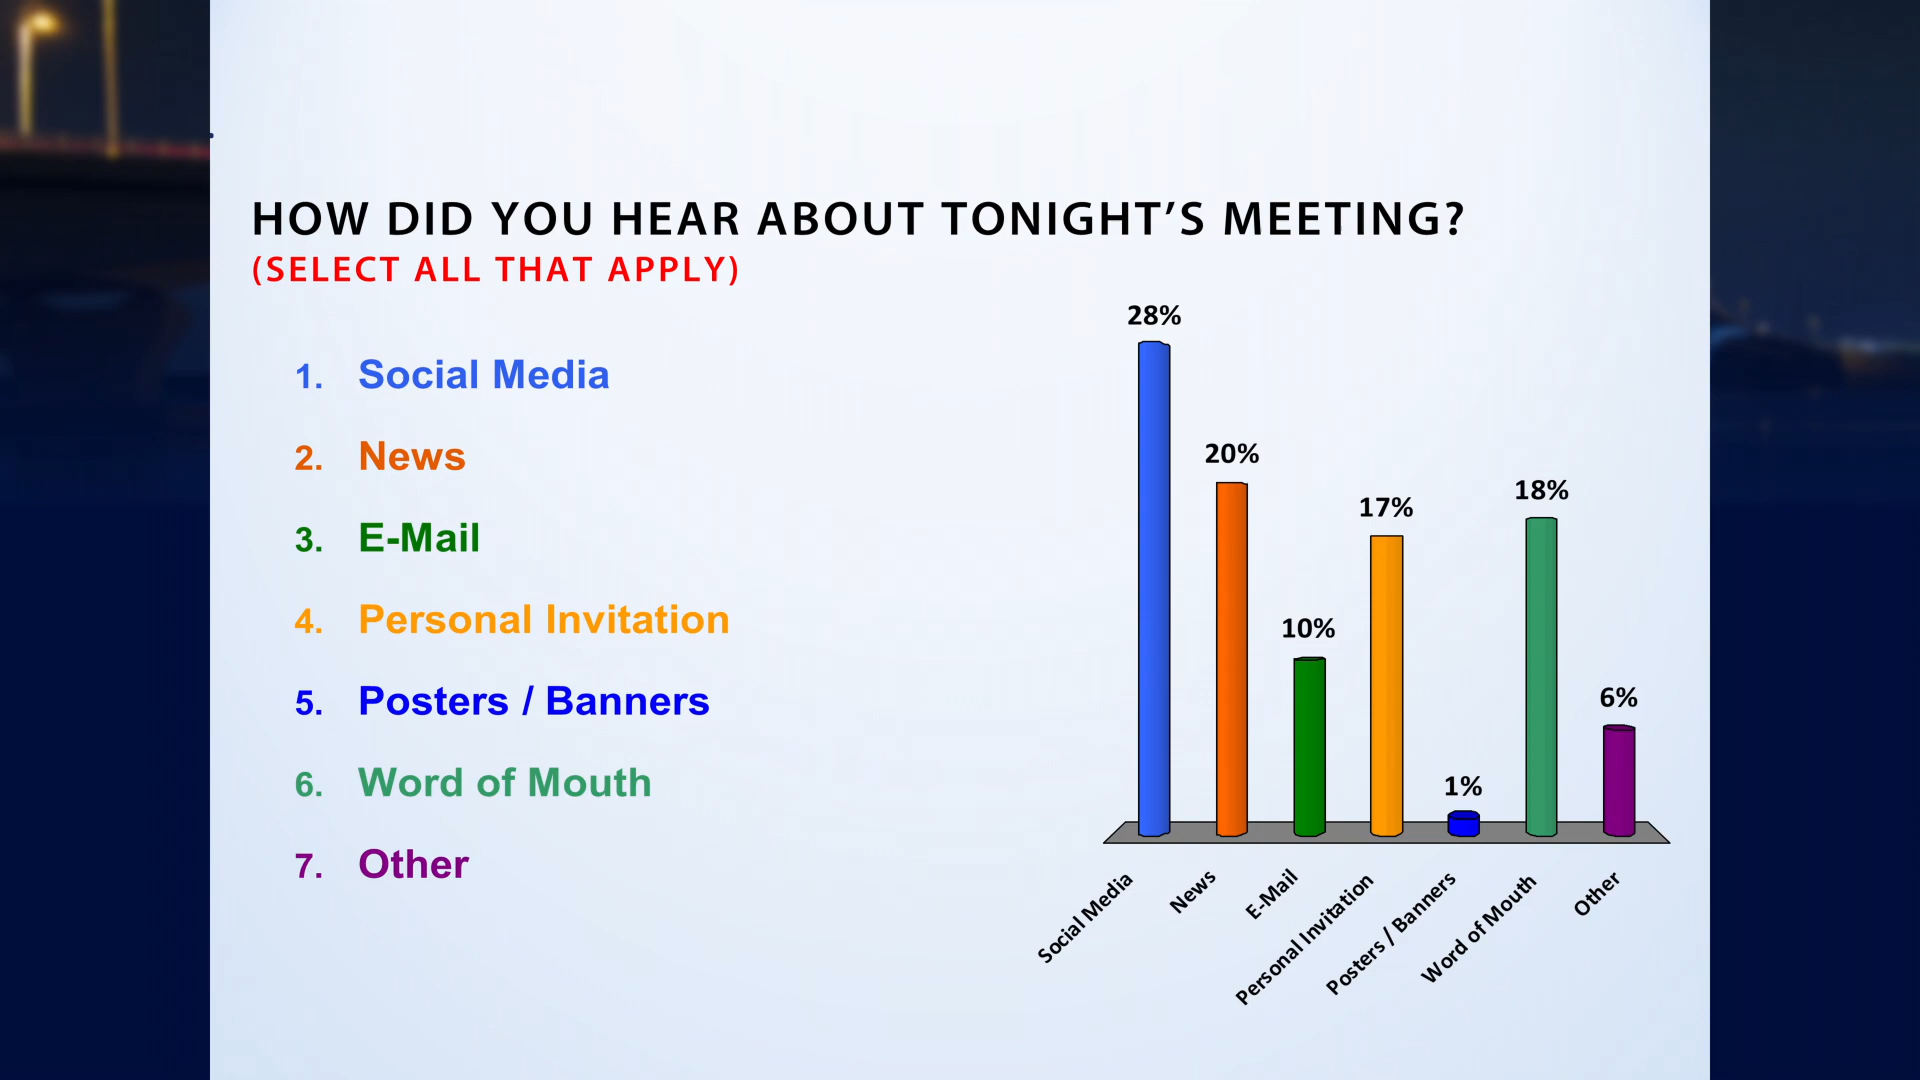 HOW DID YOU HEAR ABOUT TONIGHT’S MEETING?
(SELECT ALL THAT APPLY)
1. Social Media
2. News
3. E-Mail
4. Personal Invitation
5. Posters / Banners
6. Word of Mouth
7. Other
28%
20%
10%
17%
1%
18%
6%
Social Media
News
E-Mail
Personal Invitation
Posters / Banners
Word of Mouth
Other